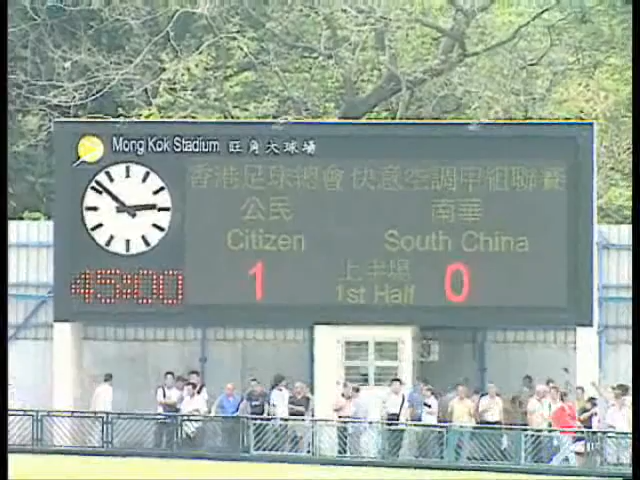 Mong Kok Stadium 旺角大球場
香港足球總會 快意空調甲組聯賽
公民 南華
Citizen South China
1 上半場 0
45:00 1st Half